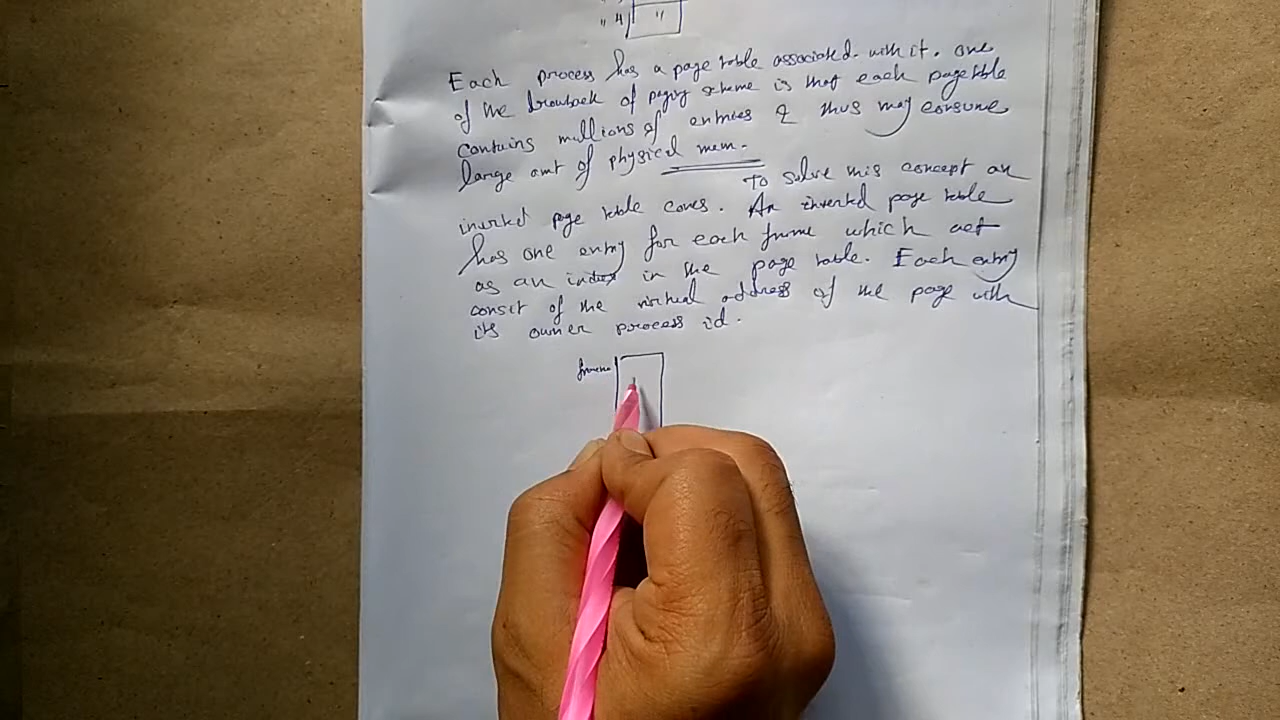 " 4 "
Each process has a page table associated with it. one
of the drawback of paging scheme is that each page table
contains millions of entries & thus may consume
large amt of physical mem.
To solve this concept an
inverted page table comes. An inverted page table
has one entry for each frame which act
as an index in the page table. Each entry
consit of the virtual address of the page with
its owner process id.